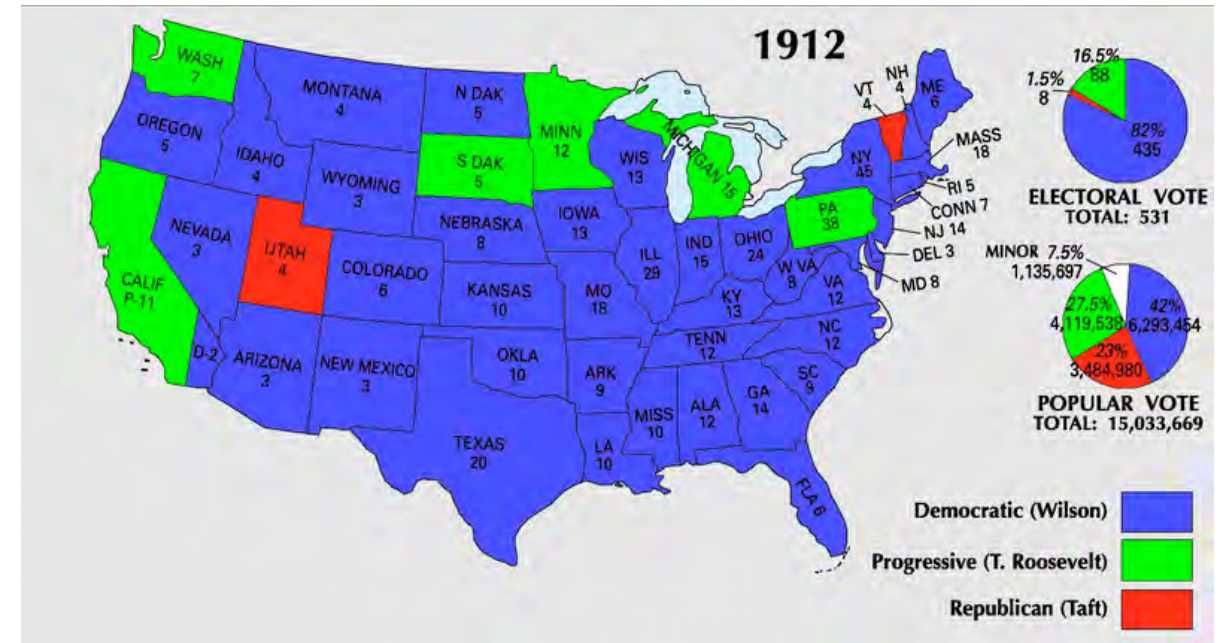 1912
WASH
7
OREGON
5
CALIF
P-11
D-2
NEVADA
3
IDAHO
4
MONTANA
4
WYOMING
3
UTAH
4
COLORADO
6
ARIZONA
3
NEW MEXICO
3
N DAK
5
S DAK
5
NEBRASKA
8
KANSAS
10
OKLA
10
TEXAS
20
MINN
12
IOWA
13
MO
18
ARK
9
LA
10
WIS
13
ILL
29
MICHIGAN 15
IND
15
OHIO
24
KY
13
TENN
12
MISS
10
ALA
12
GA
14
FLA 6
SC
9
NC
12
VA
12
W VA
8
PA
38
NY
45
VT
4
NH
4
ME
6
MASS
18
RI 5
CONN 7
NJ 14
DEL 3
MD 8
16.5%
88
1.5%
8
82%
435
ELECTORAL VOTE
TOTAL: 531
MINOR 7.5%
1,135,697
27.5%
4,119,538
42%
6,293,454
23%
3,484,980
POPULAR VOTE
TOTAL: 15,033,669
Democratic (Wilson)
Progressive (T. Roosevelt)
Republican (Taft)